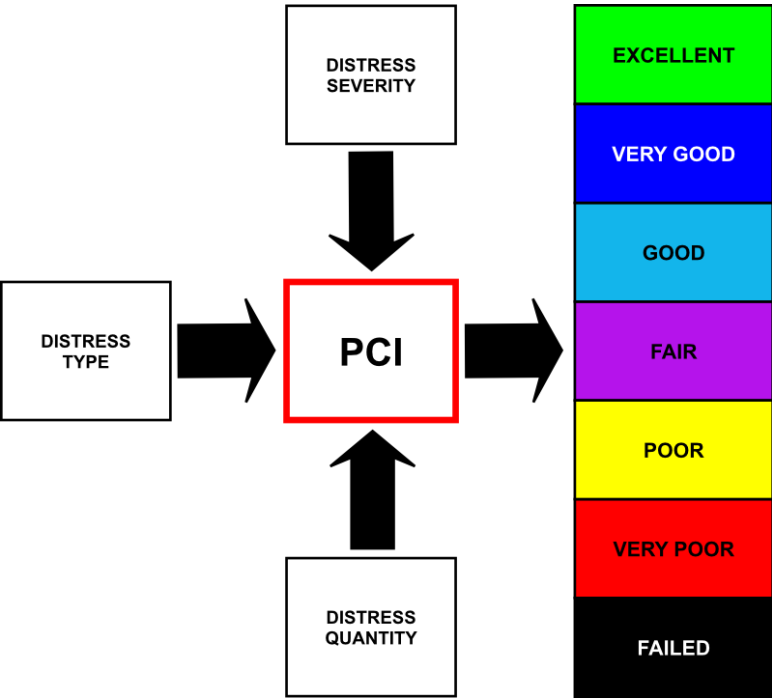 DISTRESS
SEVERITY
DISTRESS
TYPE
PCI
DISTRESS
QUANTITY
EXCELLENT
VERY GOOD
GOOD
FAIR
POOR
VERY POOR
FAILED